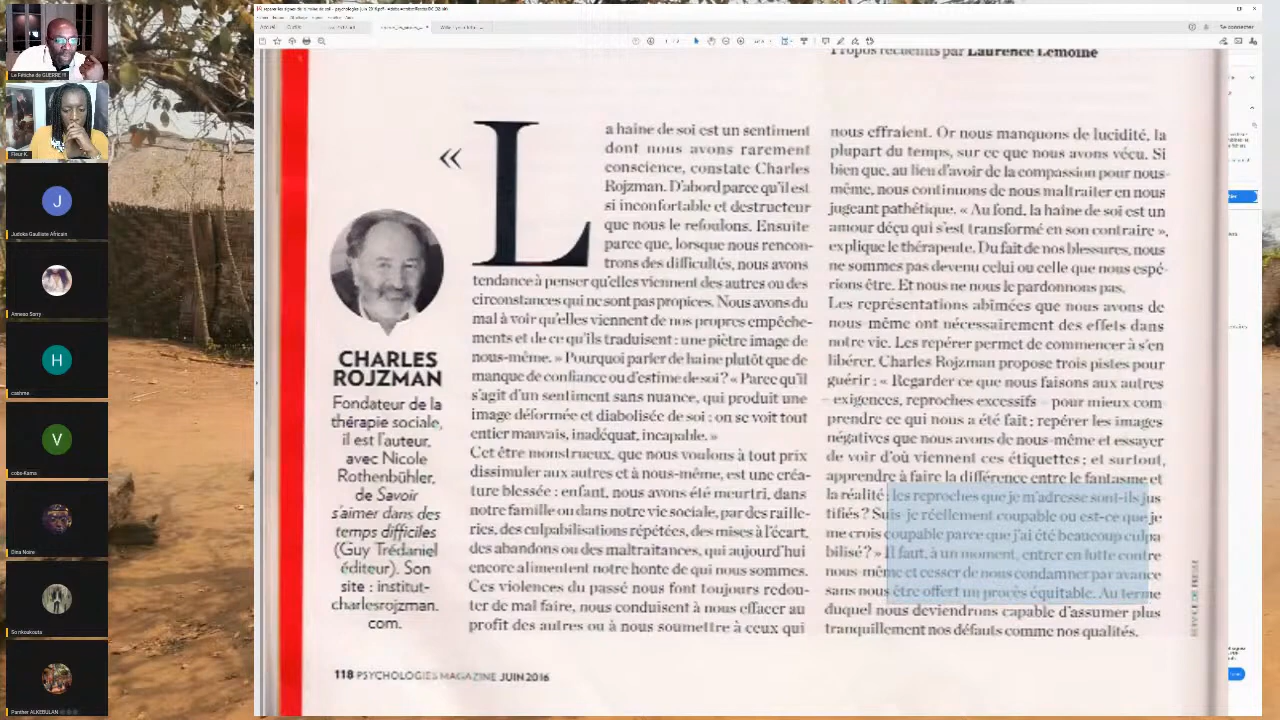 Se connecter
Propos recueillis par Laurence Lemoine
«
La haine de soi est un sentiment
dont nous avons rarement
conscience, constate Charles
Rojzman. D'abord parce qu'il est
si inconfortable et destructeur
que nous le refoulons. Ensuite
parce que, lorsque nous rencon-
trons des difficultés, nous avons
tendance à penser qu'elles viennent des autres ou des
circonstances qui ne sont pas propices. Nous avons du
mal à voir qu'elles viennent de nos propres empêche-
ments et de ce qu'ils traduisent : une piètre image de
nous-même. » Pourquoi parler de haine plutôt que de
manque de confiance ou d'estime de soi ? « Parce qu'il
s'agit d'un sentiment sans nuance, qui produit une
image déformée et diabolisée de soi : on se voit tout
entier mauvais, inadéquat, incapable. »
Cet être monstrueux, que nous voulons à tout prix
dissimuler aux autres et à nous-même, est une créa-
ture blessée : enfant, nous avons été meurtri, dans
notre famille ou dans notre vie sociale, par des raille-
ries, des culpabilisations répétées, des mises à l'écart,
des abandons ou des maltraitances, qui aujourd'hui
encore alimentent notre honte de qui nous sommes.
Ces violences du passé nous font toujours redou-
ter de mal faire, nous conduisent à nous effacer au
profit des autres ou à nous soumettre à ceux qui
nous effraient. Or nous manquons de lucidité, la
plupart du temps, sur ce que nous avons vécu. Si
bien que, au lieu d'avoir de la compassion pour nous-
même, nous continuons de nous maltraiter en nous
jugeant pathétique. « Au fond, la haine de soi est un
amour déçu qui s'est transformé en son contraire »,
explique le thérapeute. Du fait de nos blessures, nous
ne sommes pas devenu celui ou celle que nous espé-
rions être. Et nous ne nous le pardonnons pas.
Les représentations abîmées que nous avons de
nous-même ont nécessairement des effets dans
notre vie. Les repérer permet de commencer à s'en
libérer. Charles Rojzman propose trois pistes pour
guérir : « Regarder ce que nous faisons aux autres
– exigences, reproches excessifs – pour mieux com
prendre ce qui nous a été fait ; repérer les images
négatives que nous avons de nous-même et essayer
de voir d'où viennent ces étiquettes ; et surtout,
apprendre à faire la différence entre le fantasme et
la réalité : les reproches que je m'adresse sont-ils jus
tifiés ? Suis-je réellement coupable ou est-ce que je
me crois coupable parce que j'ai été beaucoup culpa
bilisé ? » Il faut, à un moment, entrer en lutte contre
nous-même et cesser de nous condamner par avance
sans nous être offert un procès équitable. Au terme
duquel nous deviendrons capable d'assumer plus
tranquillement nos défauts comme nos qualités.
CHARLES
ROJZMAN
Fondateur de la
thérapie sociale,
il est l'auteur,
avec Nicole
Rothenbühler,
de Savoir
s'aimer dans des
temps difficiles
(Guy Trédaniel
éditeur). Son
site : institut-
charlesrojzman.
com.
118 PSYCHOLOGIES MAGAZINE JUIN 2016
Le Fetiche de GUERRE !!!
Fleur K.
J
Judoka Gaulliste Africain
H
V
coba-Kama
Dina Noire
Panther ALKEBULAN